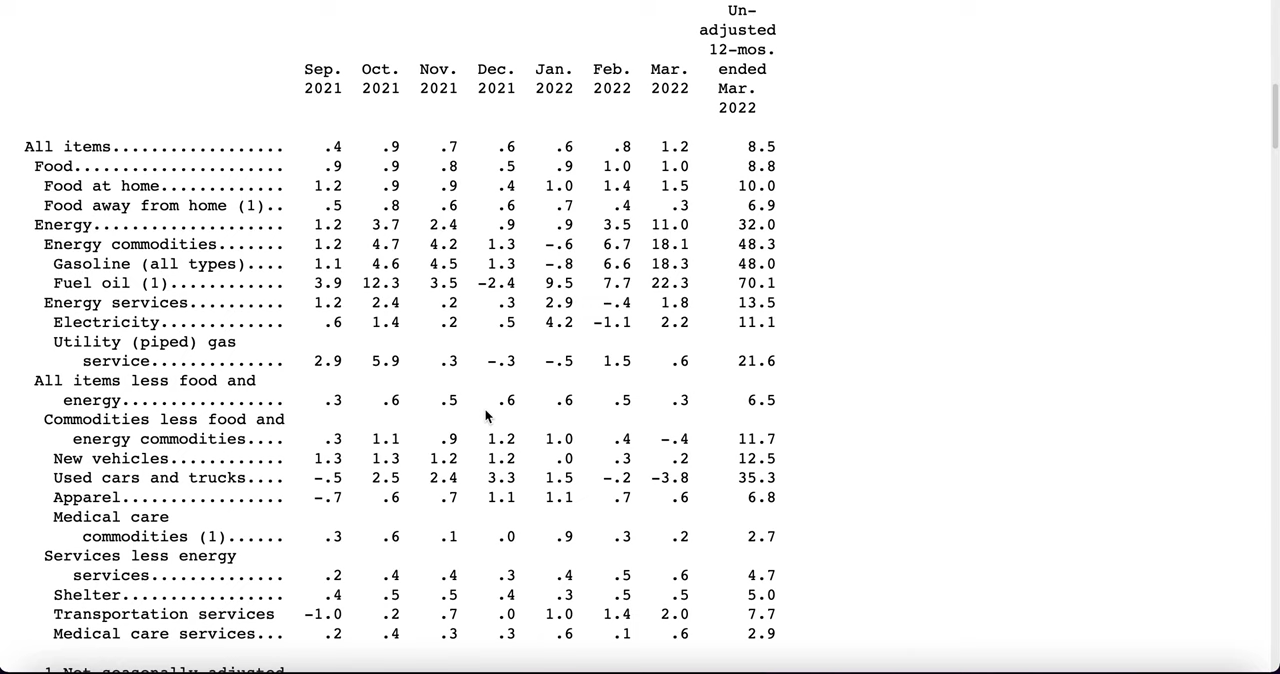 Un-
adjusted
12-mos.
Sep. Oct. Nov. Dec. Jan. Feb. Mar. ended
2021 2021 2021 2021 2022 2022 2022 Mar.
2022
All items.................. .4 .9 .7 .6 .6 .8 1.2 8.5
Food...................... .9 .9 .8 .5 .9 1.0 1.0 8.8
Food at home............. 1.2 .9 .9 .4 1.0 1.4 1.5 10.0
Food away from home (1).. .5 .8 .6 .6 .7 .4 .3 6.9
Energy.................... 1.2 3.7 2.4 .9 .9 3.5 11.0 32.0
Energy commodities....... 1.2 4.7 4.2 1.3 -.6 6.7 18.1 48.3
Gasoline (all types).... 1.1 4.6 4.5 1.3 -.8 6.6 18.3 48.0
Fuel oil (1)............ 3.9 12.3 3.5 -2.4 9.5 7.7 22.3 70.1
Energy services.......... 1.2 2.4 .2 .3 2.9 -.4 1.8 13.5
Electricity............. .6 1.4 .2 .5 4.2 -1.1 2.2 11.1
Utility (piped) gas
service.............. 2.9 5.9 .3 -.3 -.5 1.5 .6 21.6
All items less food and
energy................. .3 .6 .5 .6 .6 .5 .3 6.5
Commodities less food and
energy commodities.... .3 1.1 .9 1.2 1.0 .4 -.4 11.7
New vehicles............ 1.3 1.3 1.2 1.2 .0 .3 .2 12.5
Used cars and trucks.... -.5 2.5 2.4 3.3 1.5 -.2 -3.8 35.3
Apparel................. -.7 .6 .7 1.1 1.1 .7 .6 6.8
Medical care
commodities (1)...... .3 .6 .1 .0 .9 .3 .2 2.7
Services less energy
services.............. .2 .4 .4 .3 .4 .5 .6 4.7
Shelter................. .4 .5 .5 .4 .3 .5 .5 5.0
Transportation services -1.0 .2 .7 .0 1.0 1.4 2.0 7.7
Medical care services... .2 .4 .3 .3 .6 .1 .6 2.9
1 Not seasonally adjusted